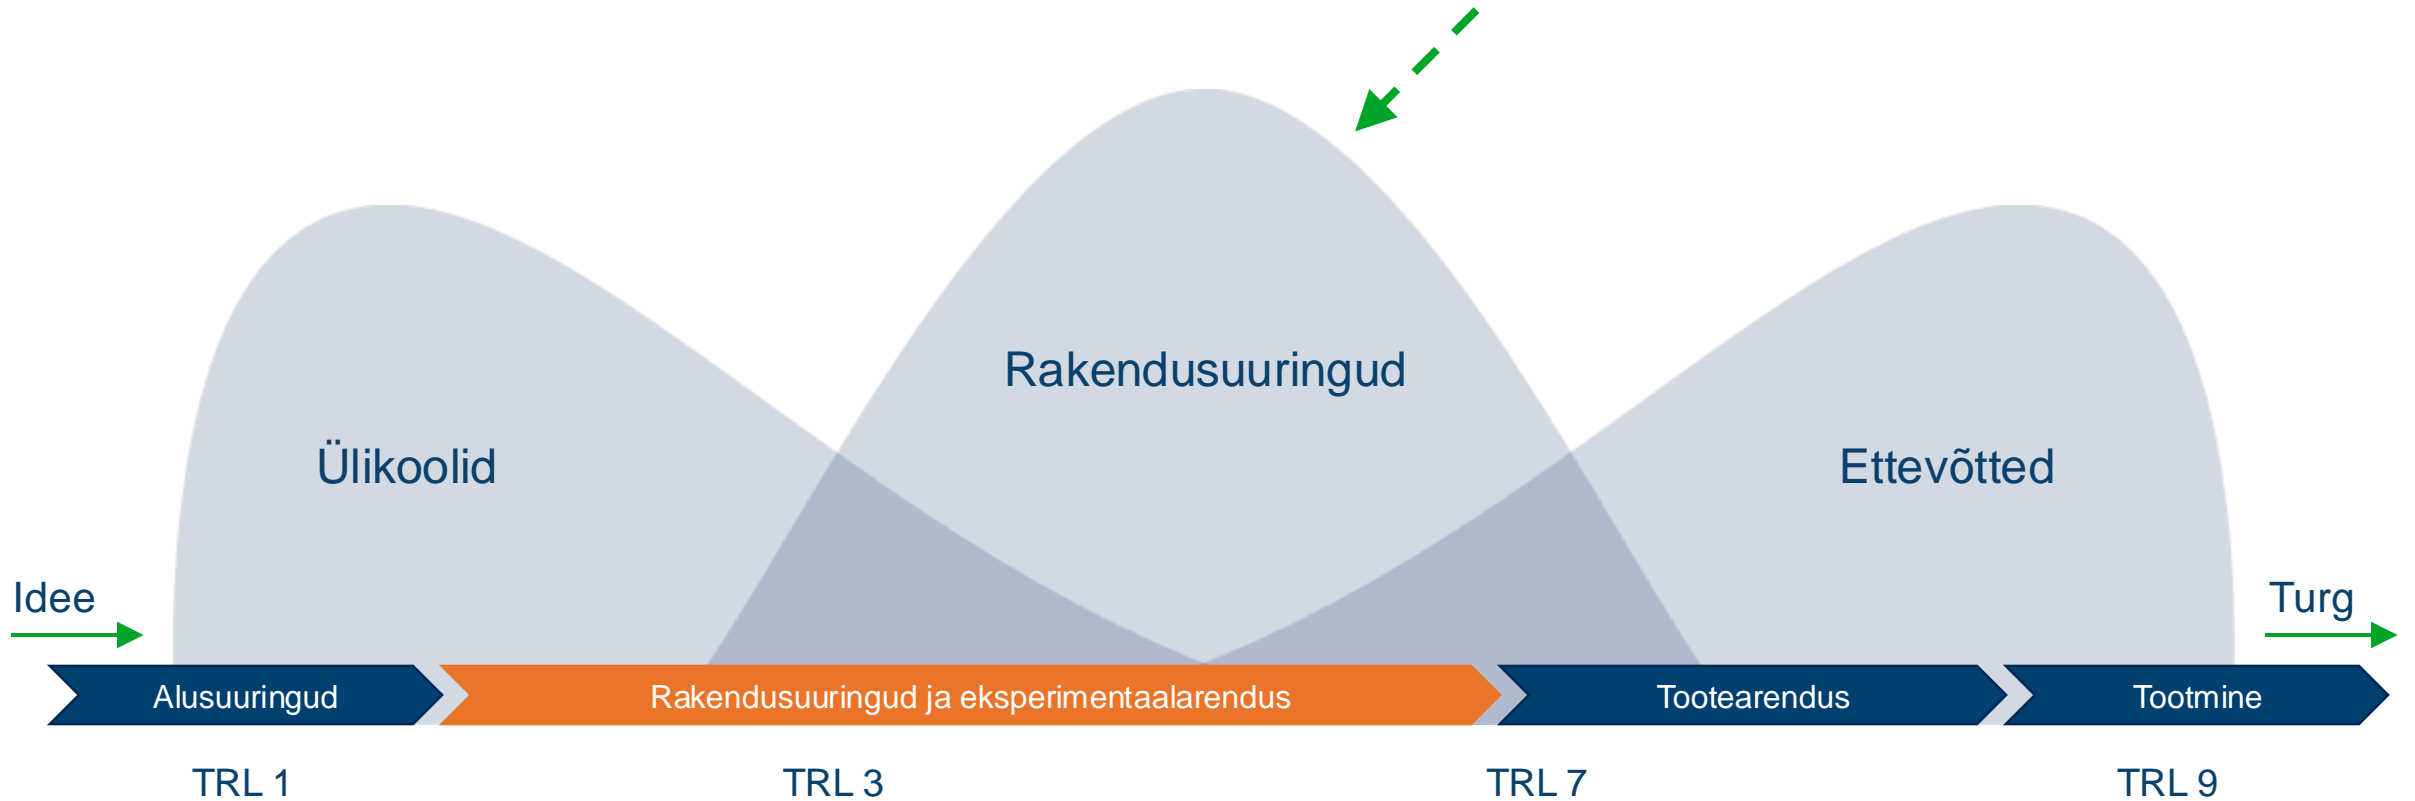 Rakendusuuringud
Ülikoolid
Ettevõtted
Idee
Turg
Alusuuringud
Rakendusuuringud ja eksperimentaalarendus
Tootearendus
Tootmine
TRL 1
TRL 3
TRL 7
TRL 9